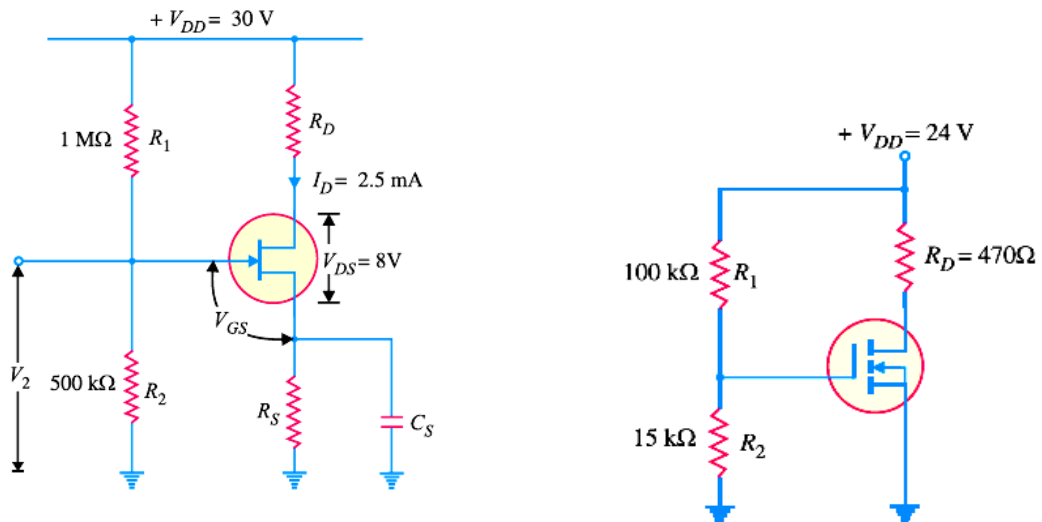 + V_DD = 30 V
1 MΩ R_1
R_D
I_D = 2.5 mA
V_DS = 8V
V_GS
V_2
500 kΩ R_2
R_S
C_S
+ V_DD = 24 V
100 kΩ R_1
R_D = 470Ω
15 kΩ R_2